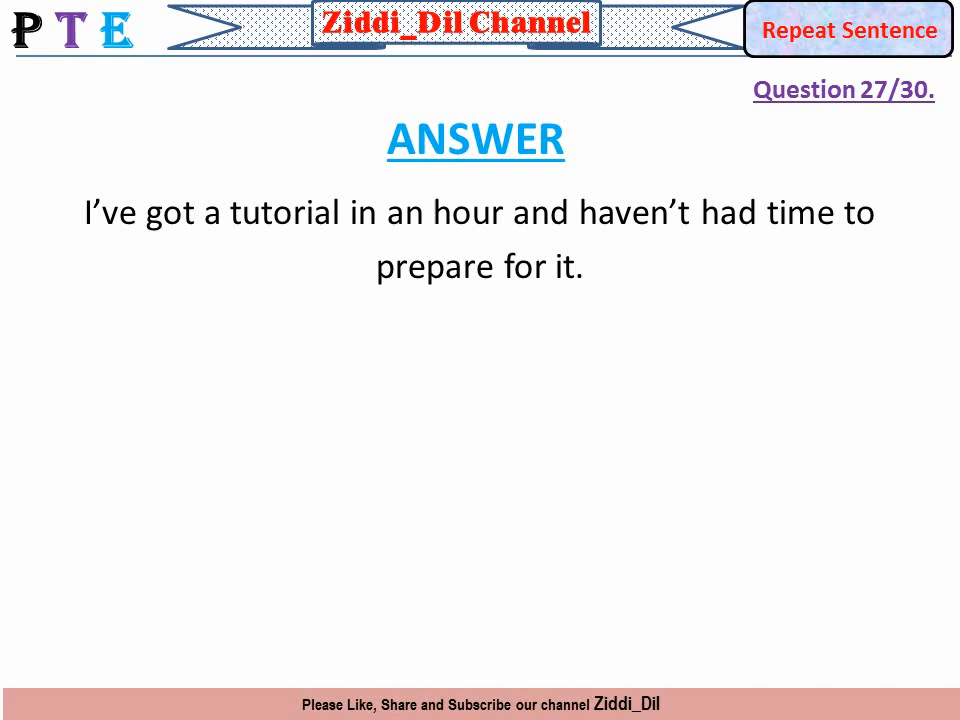 P T E
Ziddi_Dil Channel
Repeat Sentence
Question 27/30.
ANSWER
I’ve got a tutorial in an hour and haven’t had time to
prepare for it.
Please Like, Share and Subscribe our channel Ziddi_Dil